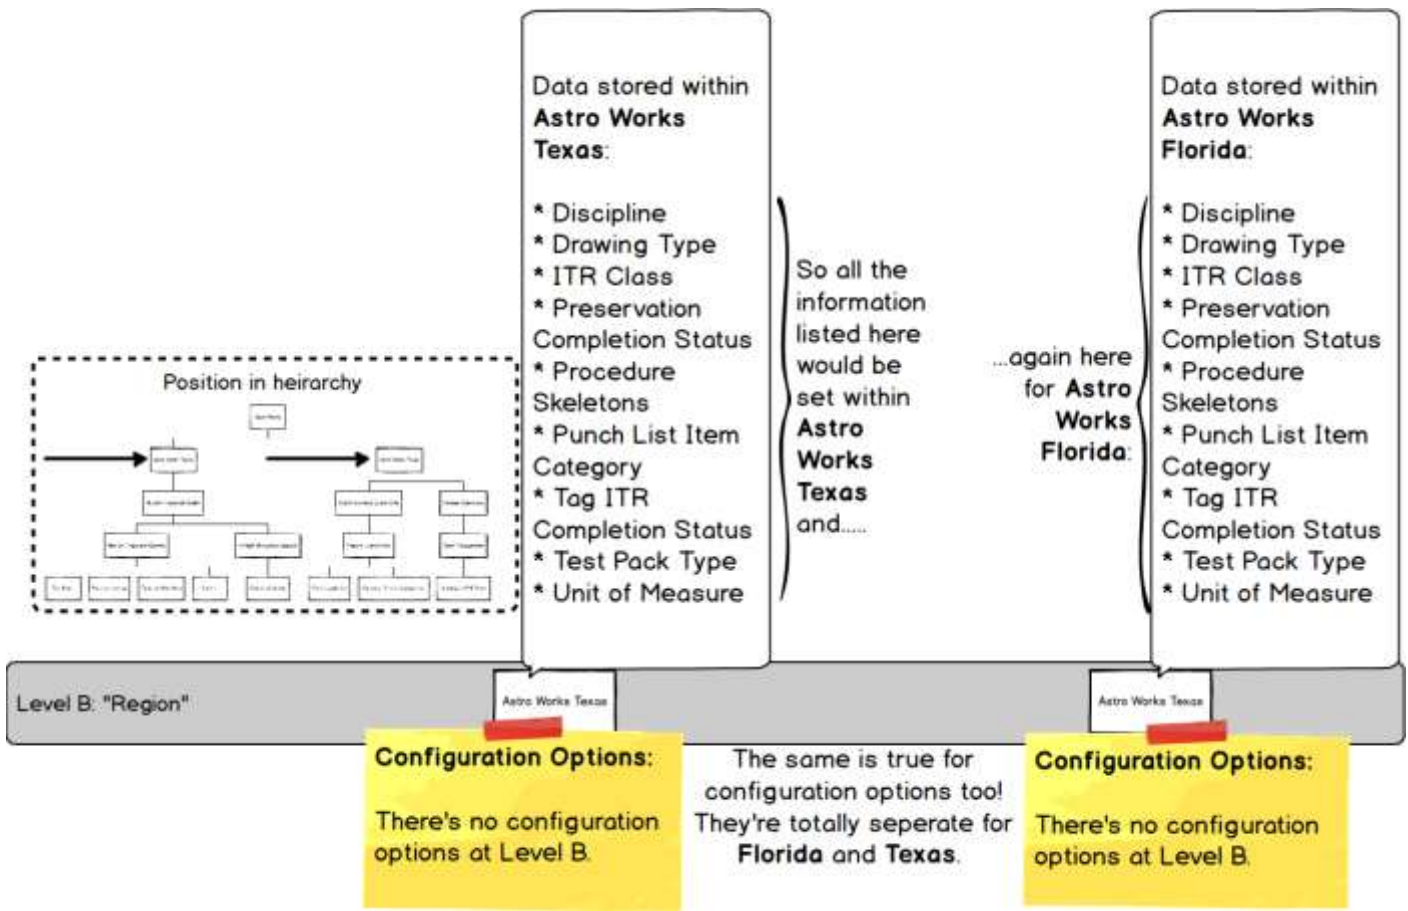 Data stored within
Astro Works
Texas:
* Discipline
* Drawing Type
* ITR Class
* Preservation
Completion Status
* Procedure
Skeletons
* Punch List Item
Category
* Tag ITR
Completion Status
* Test Pack Type
* Unit of Measure
So all the
information
listed here
would be
set within
Astro
Works
Texas
and.....
...again here
for Astro
Works
Florida:
Data stored within
Astro Works
Florida:
* Discipline
* Drawing Type
* ITR Class
* Preservation
Completion Status
* Procedure
Skeletons
* Punch List Item
Category
* Tag ITR
Completion Status
* Test Pack Type
* Unit of Measure
Position in heirarchy
Level B: "Region"
Astro Works Texas
Astro Works Texas
Configuration Options:
There's no configuration
options at Level B.
The same is true for
configuration options too!
They're totally seperate for
Florida and Texas.
Configuration Options:
There's no configuration
options at Level B.